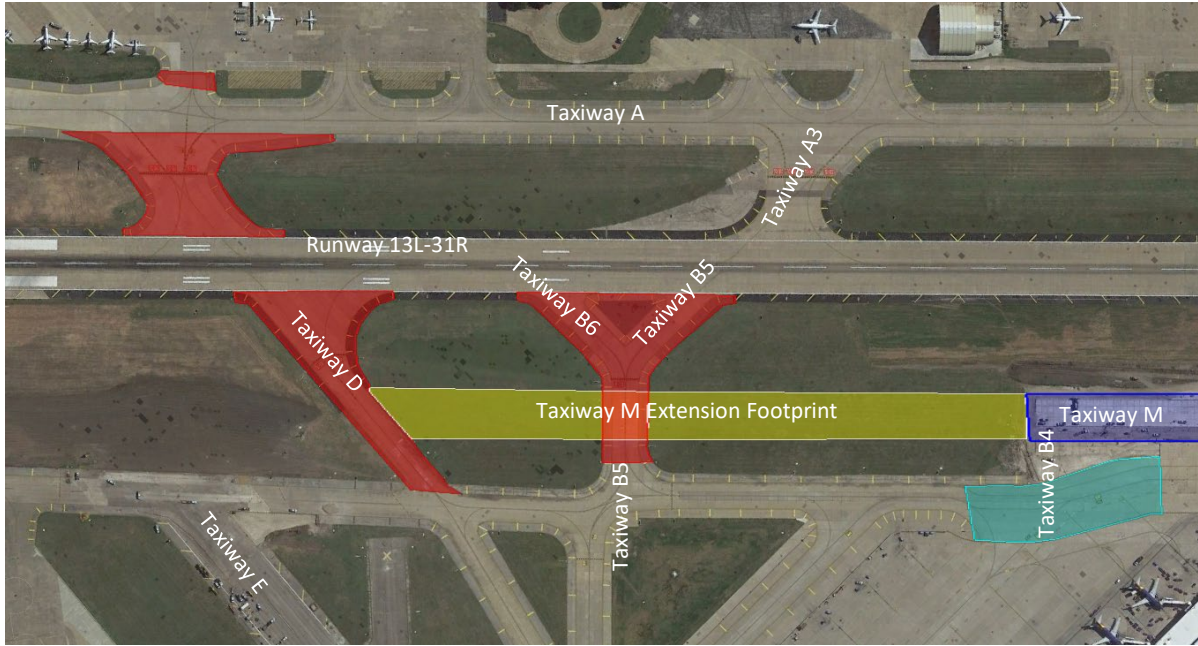 Taxiway A
Taxiway A3
Runway 13L-31R
Taxiway B6
Taxiway B5
Taxiway D
Taxiway M Extension Footprint
Taxiway M
Taxiway B4
Taxiway B5
Taxiway E